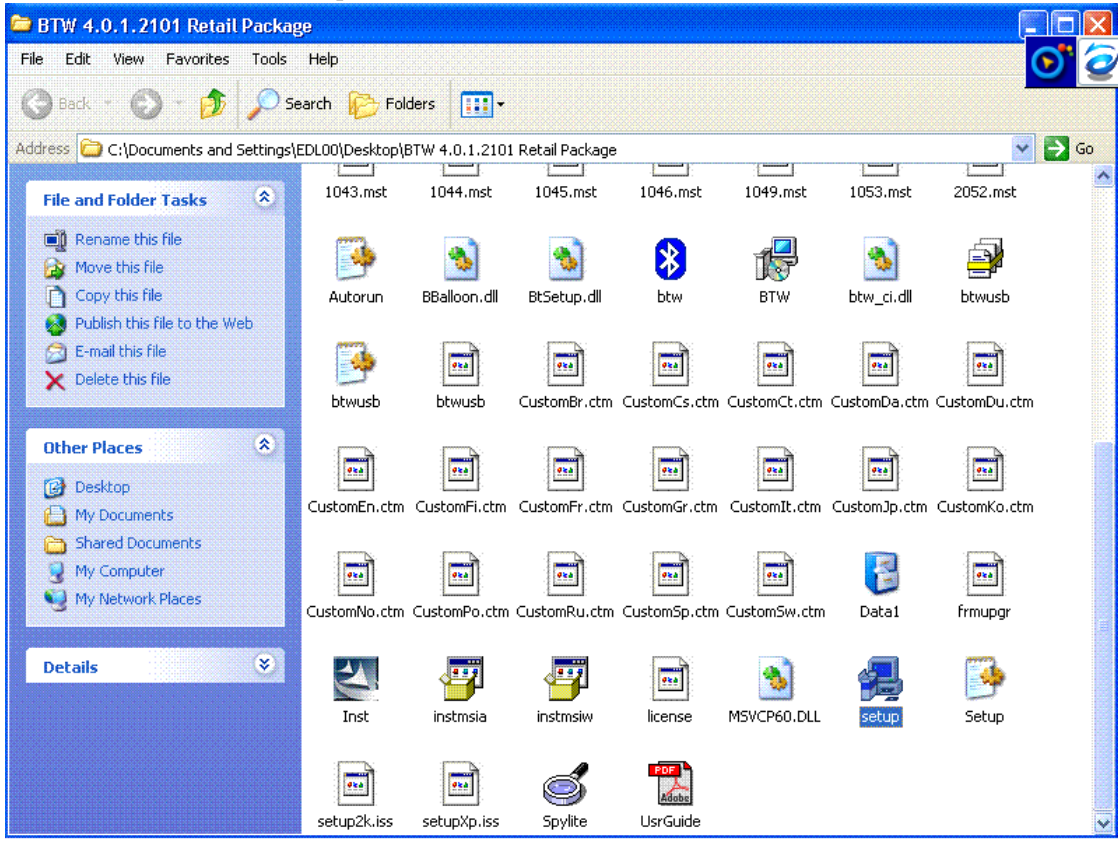 BTW 4.0.1.2101 Retail Package
File Edit View Favorites Tools Help
Back Search Folders
Address C:\Documents and Settings\EDL00\Desktop\BTW 4.0.1.2101 Retail Package Go
File and Folder Tasks
Rename this file
Move this file
Copy this file
Publish this file to the Web
E-mail this file
Delete this file
Other Places
Desktop
My Documents
Shared Documents
My Computer
My Network Places
Details
1043.mst 1044.mst 1045.mst 1046.mst 1049.mst 1053.mst 2052.mst
Autorun BBalloon.dll BtSetup.dll btw BTW btw_ci.dll btwusb
btwusb btwusb CustomBr.ctm CustomCs.ctm CustomCt.ctm CustomDa.ctm CustomDu.ctm
CustomEn.ctm CustomFi.ctm CustomFr.ctm CustomGr.ctm CustomIt.ctm CustomJp.ctm CustomKo.ctm
CustomNo.ctm CustomPo.ctm CustomRu.ctm CustomSp.ctm CustomSw.ctm Data1 frmupgr
Inst instmsia instmsiw license MSVCP60.DLL setup Setup
setup2k.iss setupXp.iss Spylite PDF Adobe UsrGuide